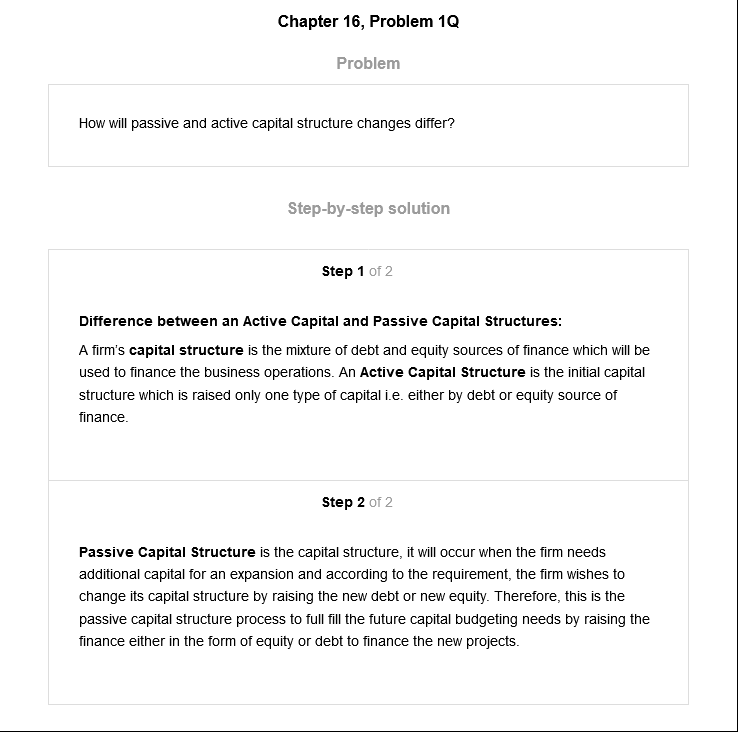 Chapter 16, Problem 1Q
Problem
How will passive and active capital structure changes differ?
Step-by-step solution
Step 1 of 2
Difference between an Active Capital and Passive Capital Structures:
A firm's capital structure is the mixture of debt and equity sources of finance which will be
used to finance the business operations. An Active Capital Structure is the initial capital
structure which is raised only one type of capital i.e. either by debt or equity source of
finance.
Step 2 of 2
Passive Capital Structure is the capital structure, it will occur when the firm needs
additional capital for an expansion and according to the requirement, the firm wishes to
change its capital structure by raising the new debt or new equity. Therefore, this is the
passive capital structure process to full fill the future capital budgeting needs by raising the
finance either in the form of equity or debt to finance the new projects.